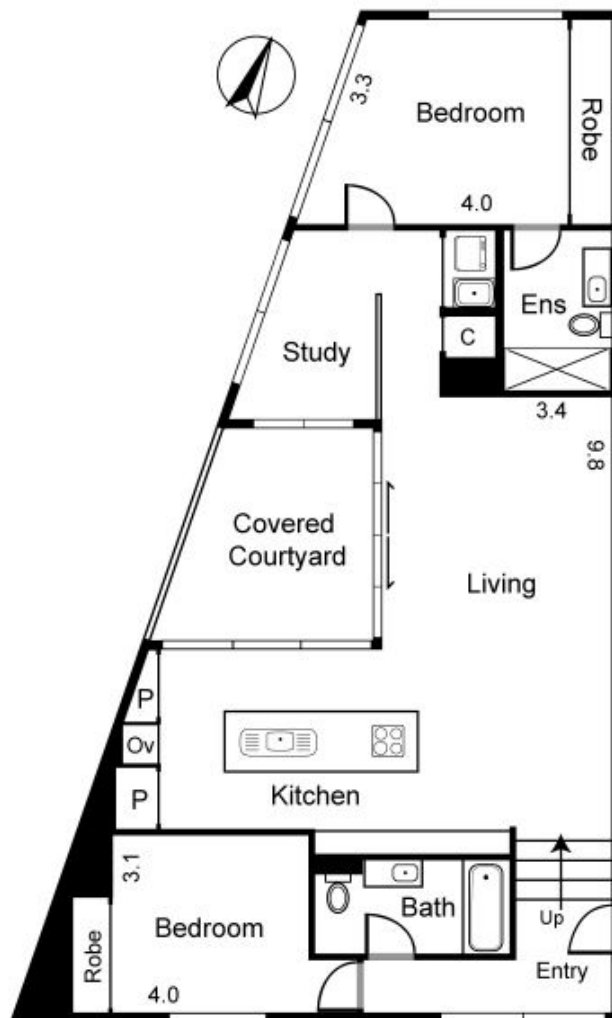 3.3
Bedroom
Robe
4.0
Ens
Study
C
3.4
9.8
Covered
Courtyard
Living
P
Ov
P
Kitchen
3.1
Bedroom
Robe
4.0
Bath
Up
Entry